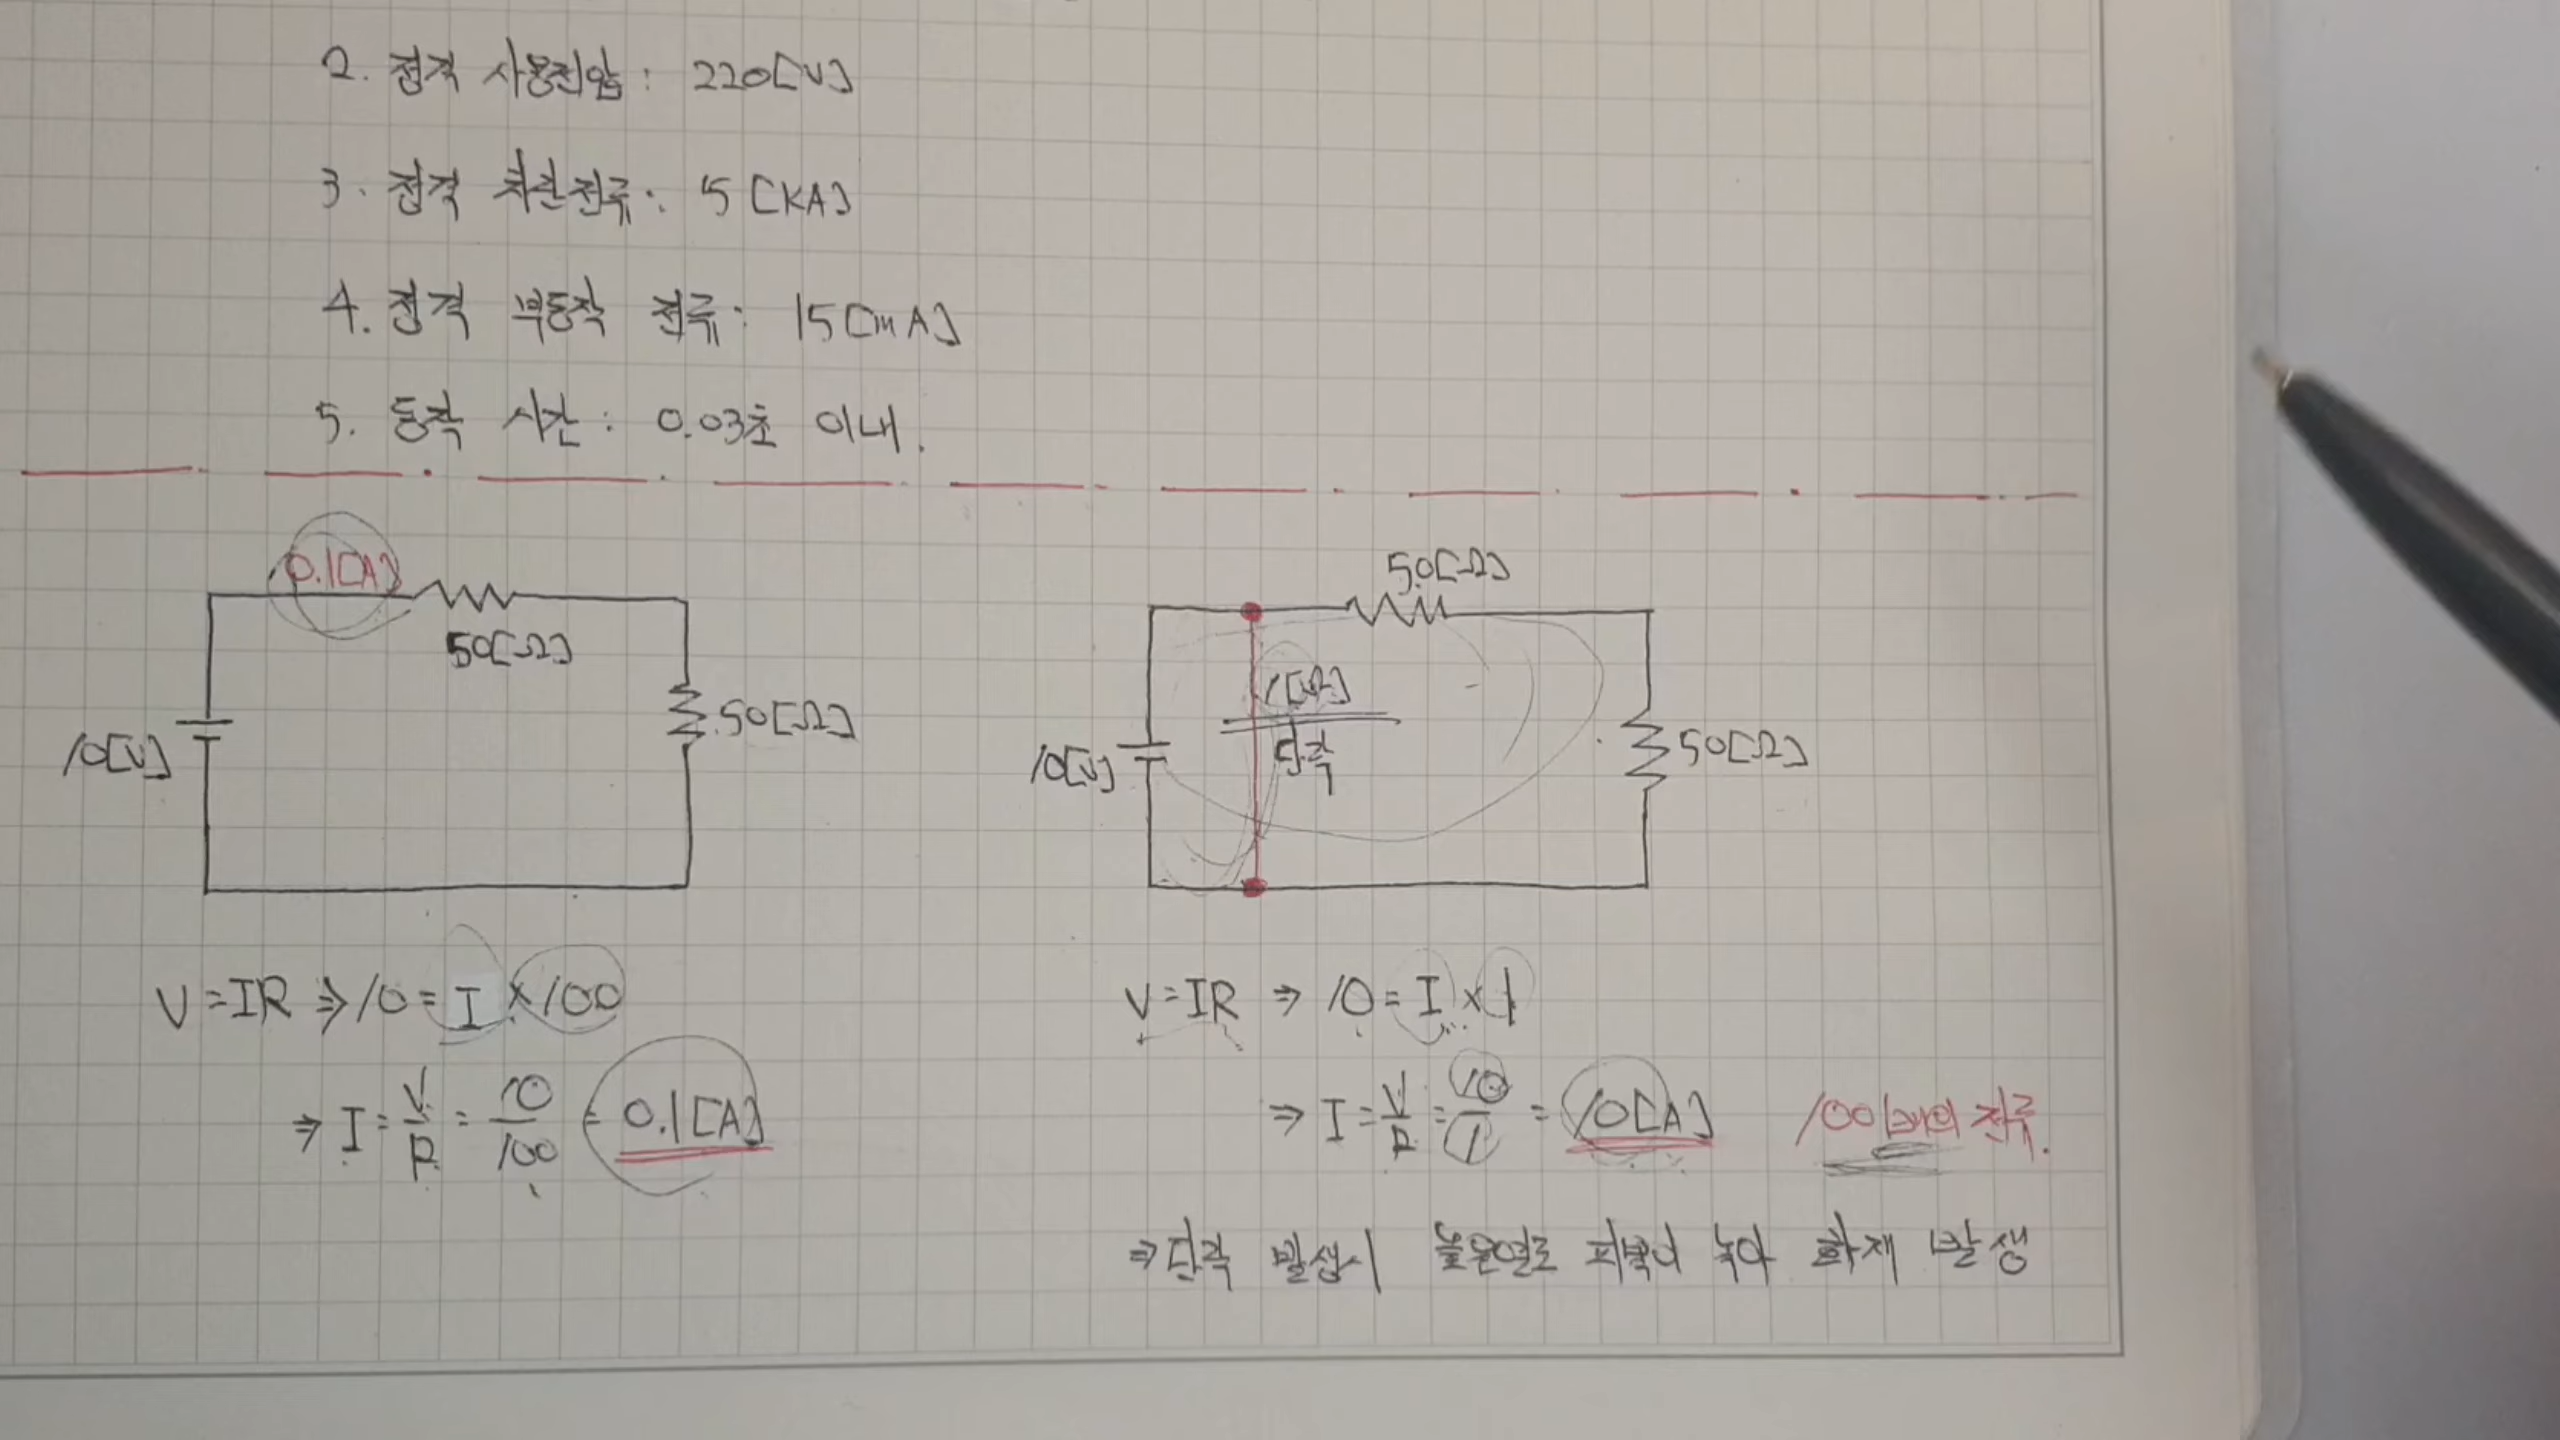 2. 정격 사용전압 : 220[V]
3. 정격 차단전류 : 5[KA]
4. 정격 부동작 전류 : 15[mA]
5. 동작 시간 : 0.03초 이내.
0.1[A]
50[Ω]
50[Ω]
10[V]
V=IR ⇒ 10 = I × 100
⇒ I = V/R = 10/100 = 0.1[A]
50[Ω]
1[Ω]
단락
10[V]
50[Ω]
V=IR ⇒ 10 = I × 1
⇒ I = V/R = 10/1 = 10[A] 100배의 전류.
⇒ 단락 발생시 높은열로 피복이 녹아 화재 발생